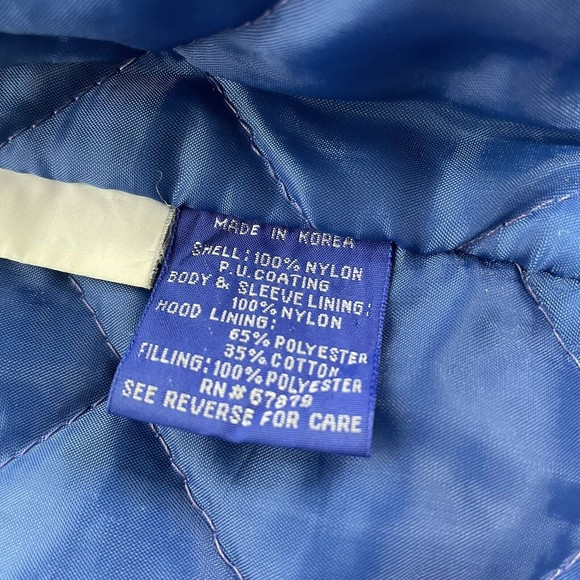 MADE IN KOREA
SHELL: 100% NYLON
P.U. COATING
BODY & SLEEVE LINING:
100% NYLON
HOOD LINING:
65% POLYESTER
35% COTTON
FILLING: 100% POLYESTER
RN# 67879
SEE REVERSE FOR CARE